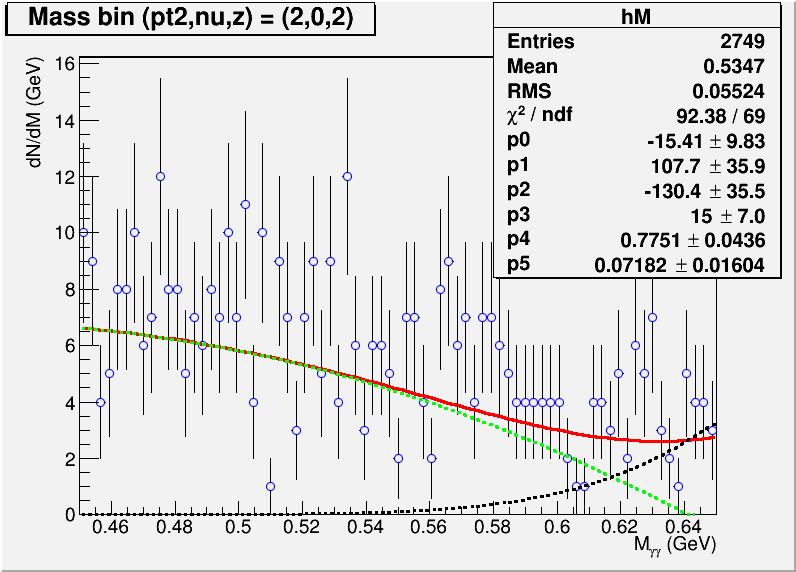 Mass bin (pt2,nu,z) = (2,0,2)
hM
Entries 2749
Mean 0.5347
RMS 0.05524
χ² / ndf 92.38 / 69
p0 -15.41 ± 9.83
p1 107.7 ± 35.9
p2 -130.4 ± 35.5
p3 15 ± 7.0
p4 0.7751 ± 0.0436
p5 0.07182 ± 0.01604
dN/dM (GeV)
16
14
12
10
8
6
4
2
0
0.46 0.48 0.5 0.52 0.54 0.56 0.58 0.6 0.62 0.64
Mγγ (GeV)